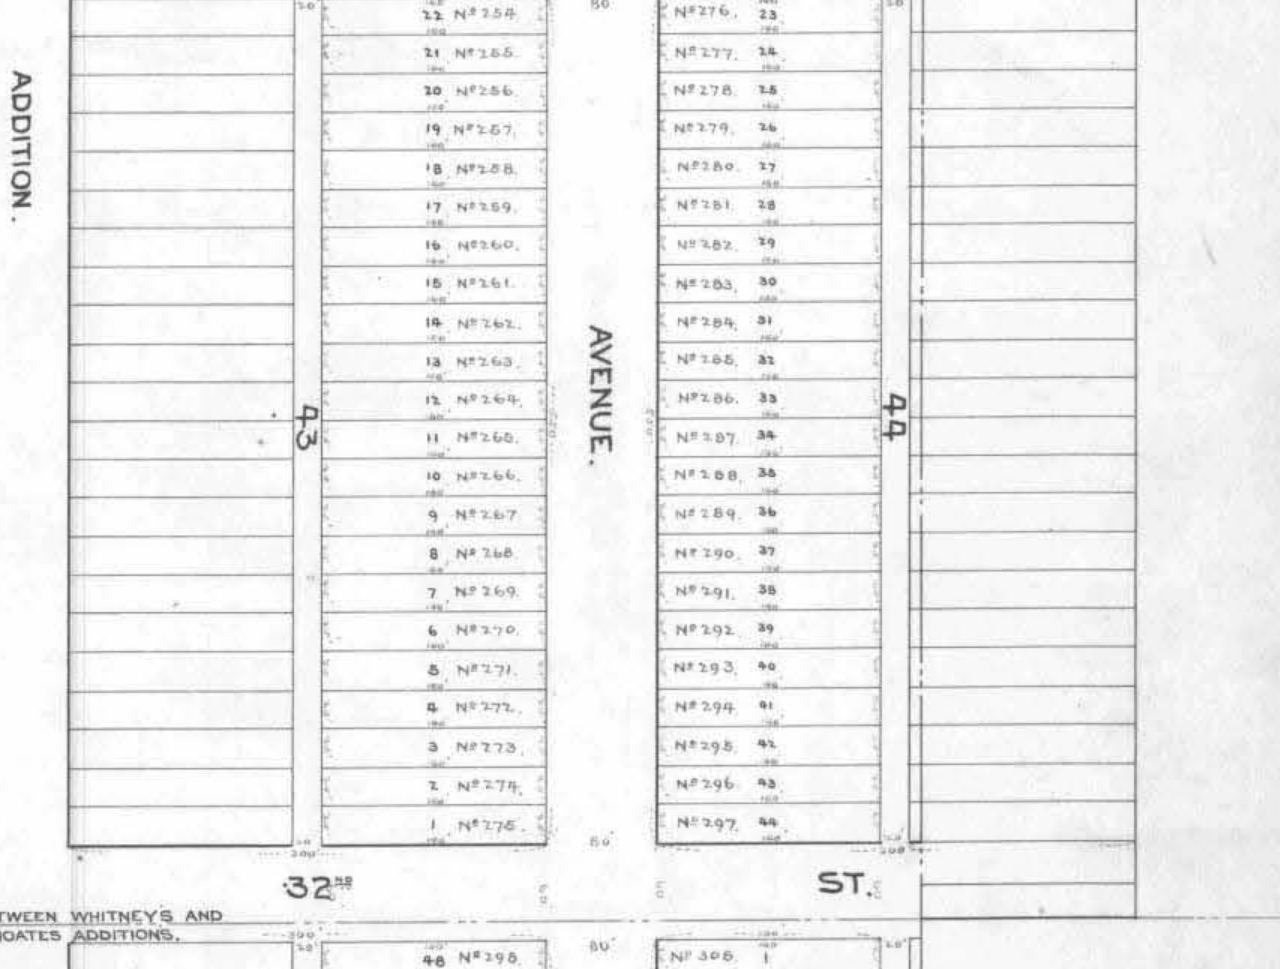 ADDITION.
22 Nº254.
21 Nº255.
20 Nº256.
19 Nº257.
18 Nº258.
17 Nº259.
16 Nº260.
15 Nº261.
14 Nº262.
13 Nº263.
12 Nº264.
11 Nº265.
10 Nº266.
9 Nº267
8 Nº268
7 Nº269.
6 Nº270.
5 Nº271.
4 Nº272.
3 Nº273.
2 Nº274.
1 Nº275.
43
AVENUE.
80
Nº276. 23
Nº277. 24
Nº278. 25
Nº279. 26
Nº280. 27
Nº281. 28
Nº282. 29
Nº283. 30
Nº284. 31
Nº285. 32
Nº286. 33
Nº287. 34
Nº288. 35
Nº289. 36
Nº290. 37
Nº291. 38
Nº292. 39
Nº293. 40
Nº294. 41
Nº295. 42
Nº296. 43
Nº297. 44
44
80'
200'
32ᴺᴰ ST.
TWEEN WHITNEYS AND
OATES ADDITIONS.
48 Nº298.
80'
Nº305. 1